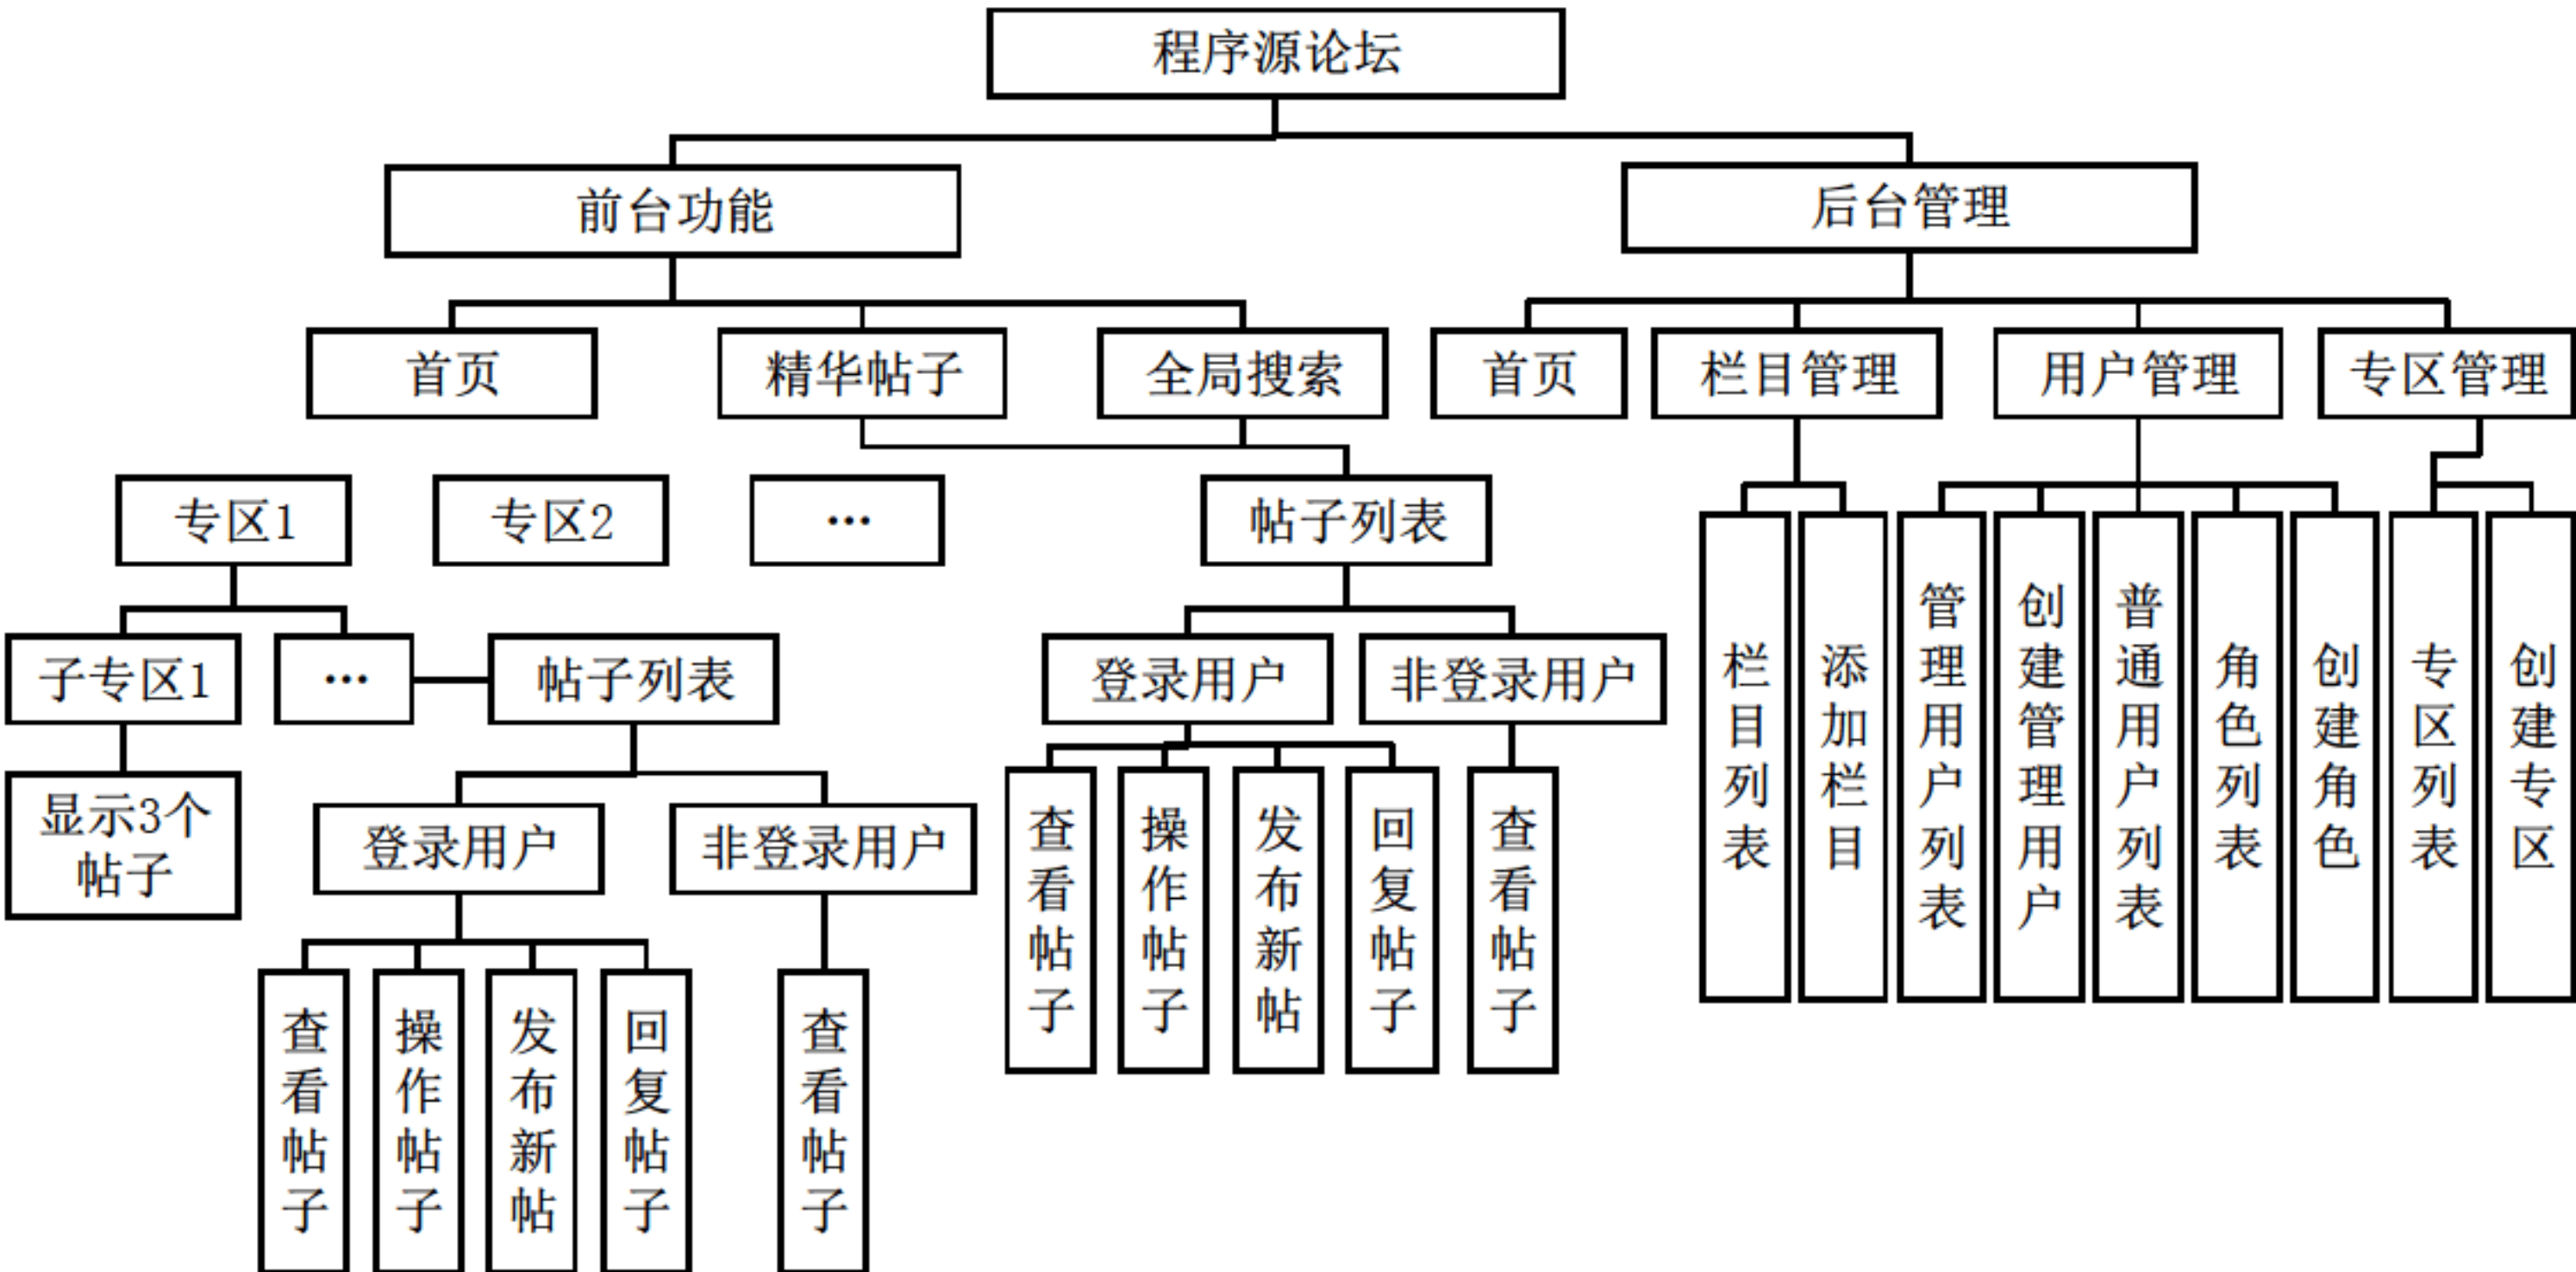 程序源论坛
前台功能
后台管理
首页
精华帖子
全局搜索
首页
栏目管理
用户管理
专区管理
专区1
专区2
…
帖子列表
子专区1
…
帖子列表
登录用户
非登录用户
显示3个
帖子
登录用户
非登录用户
查看帖子
操作帖子
发布新帖
回复帖子
查看帖子
查看帖子
操作帖子
发布新帖
回复帖子
查看帖子
栏目列表
添加栏目
管理用户列表
创建管理用户
普通用户列表
角色列表
创建角色
专区列表
创建专区